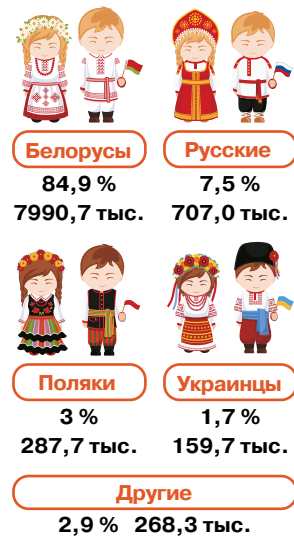 Белорусы
84,9 %
7990,7 тыс.
Русские
7,5 %
707,0 тыс.
Поляки
3 %
287,7 тыс.
Украинцы
1,7 %
159,7 тыс.
Другие
2,9 % 268,3 тыс.